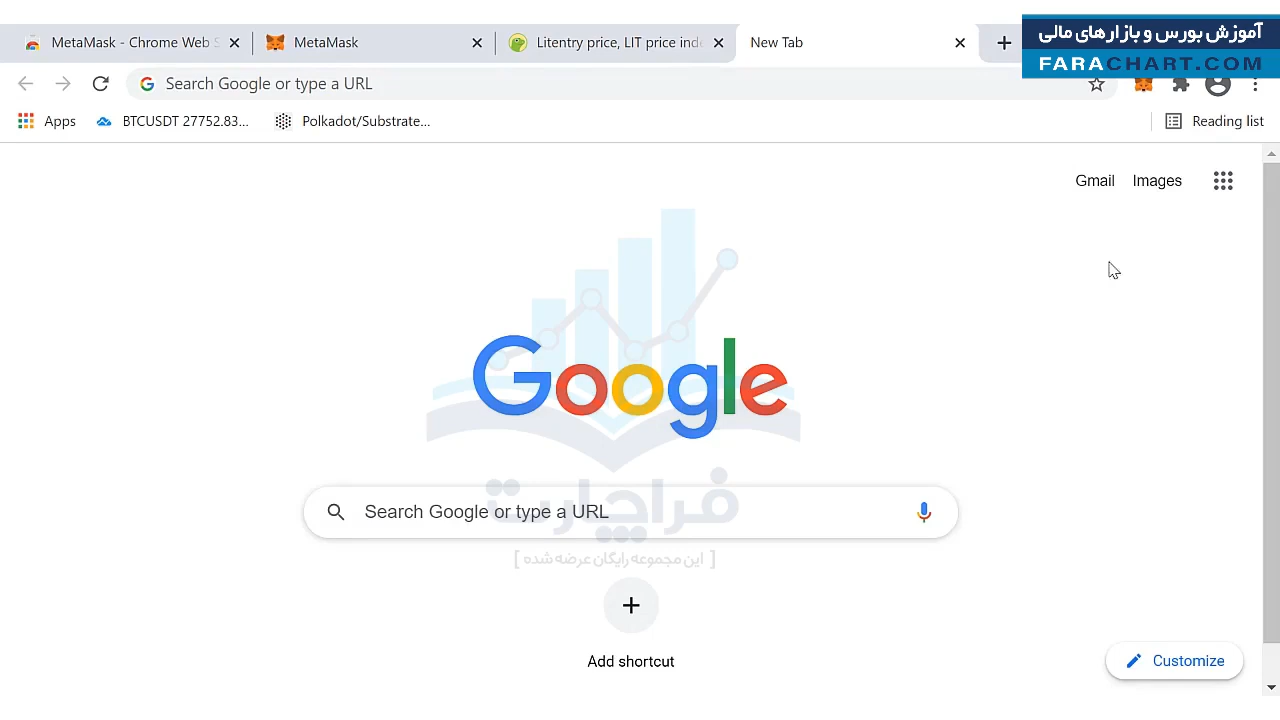 MetaMask - Chrome Web S
MetaMask
Litentry price, LIT price inde
New Tab
آموزش بورس و بازارهای مالی
FARACHART.COM
Search Google or type a URL
Apps
BTCUSDT 27752.83...
Polkadot/Substrate...
Reading list
Gmail
Images
Google
فراچارت
Search Google or type a URL
[ این مجموعه رایگان عرضه شده ]
Add shortcut
Customize